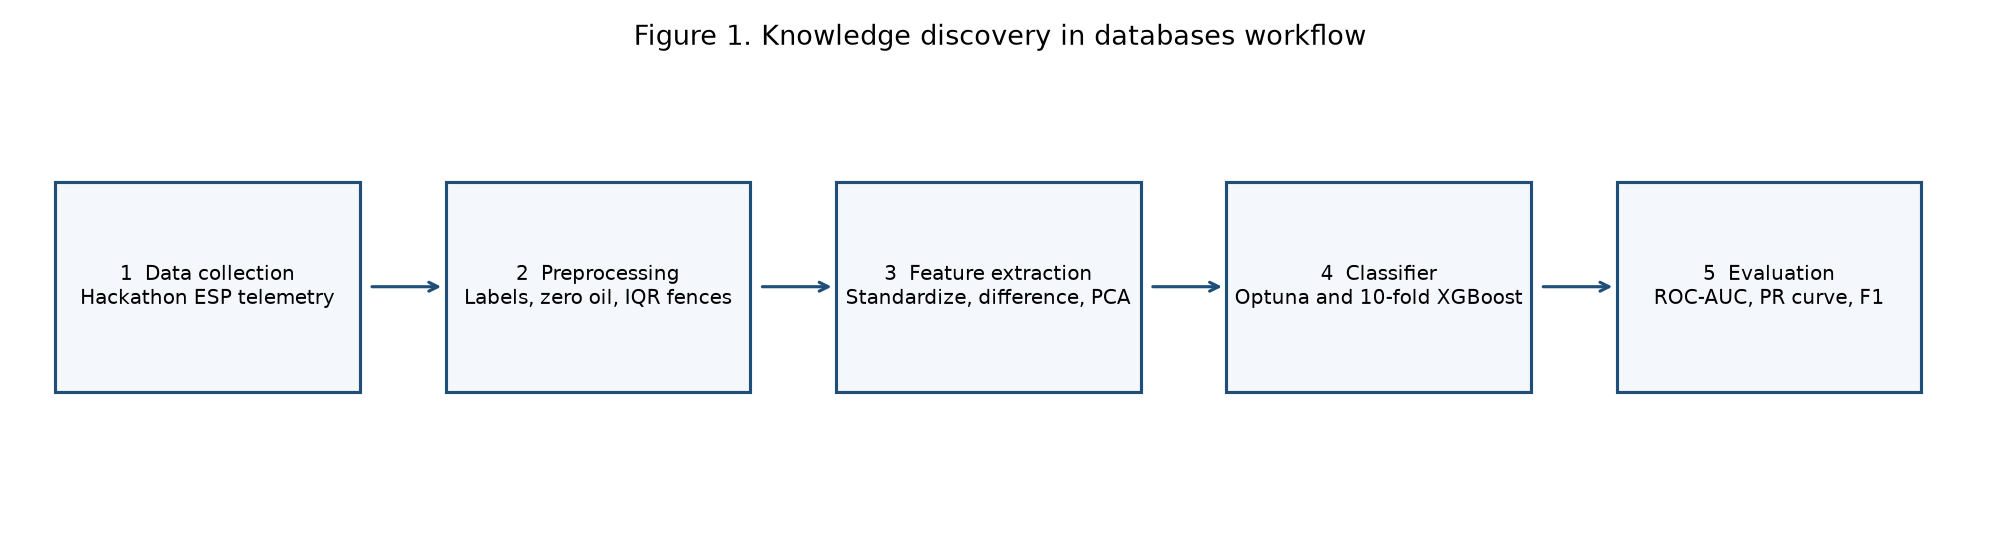 Figure 1. Knowledge discovery in databases workflow
1  Data collection
Hackathon ESP telemetry
2  Preprocessing
Labels, zero oil, IQR fences
3  Feature extraction
Standardize, difference, PCA
4  Classifier
Optuna and 10-fold XGBoost
5  Evaluation
ROC-AUC, PR curve, F1